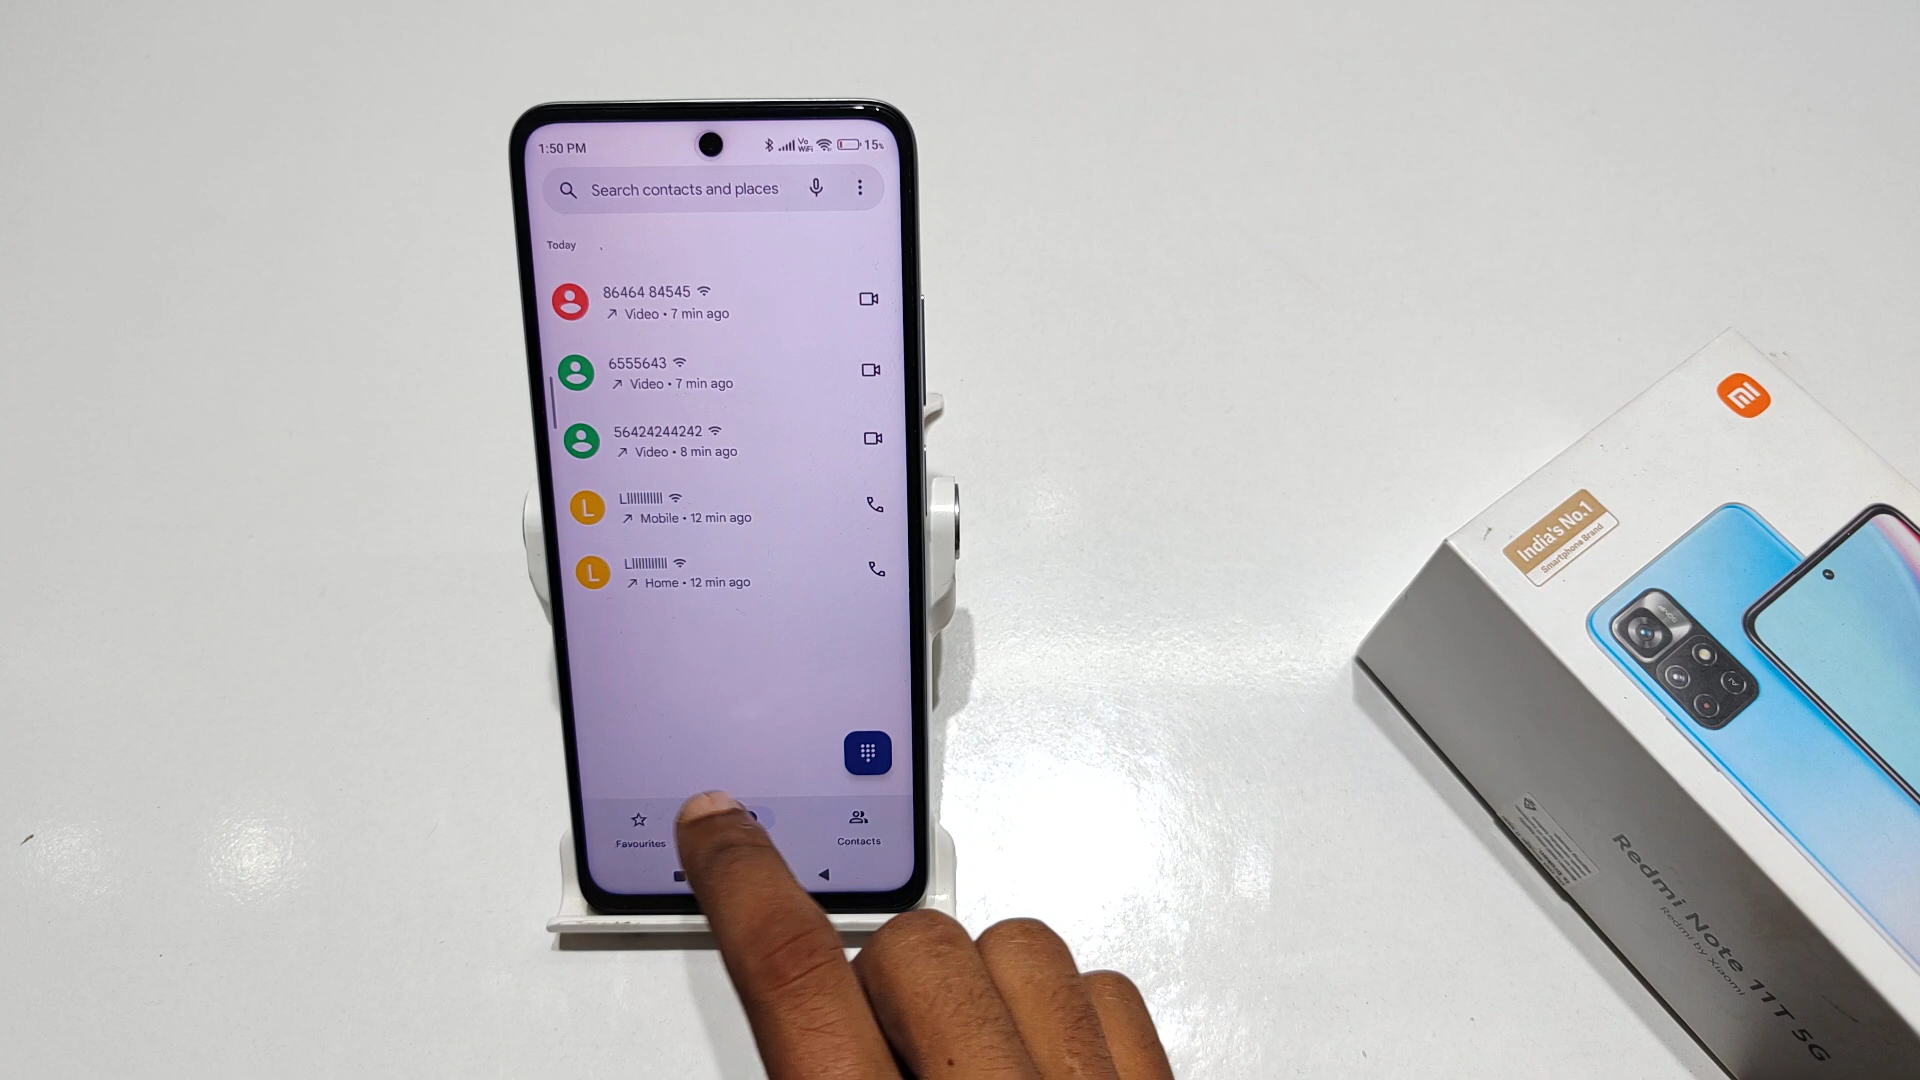 1:50 PM
Vo
WiFi
15%
Search contacts and places
Today
86464 84545
Video • 7 min ago
6555643
Video • 7 min ago
56424244242
Video • 8 min ago
Mobile • 12 min ago
Home • 12 min ago
L
L
Favourites
Contacts
India's No.1
Smartphone Brand
Redmi Note 11T 5G
Redmi by Xiaomi